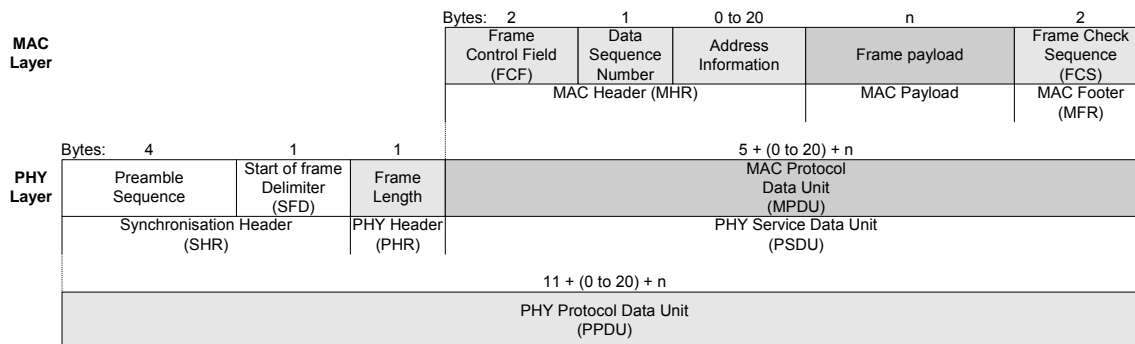 Bytes: 2 1 0 to 20 n 2
MAC
Layer
Frame
Control Field
(FCF)
Data
Sequence
Number
Address
Information
Frame payload
Frame Check
Sequence
(FCS)
MAC Header (MHR)
MAC Payload
MAC Footer
(MFR)
Bytes: 4 1 1 5 + (0 to 20) + n
PHY
Layer
Preamble
Sequence
Start of frame
Delimiter
(SFD)
Frame
Length
MAC Protocol
Data Unit
(MPDU)
Synchronisation Header
(SHR)
PHY Header
(PHR)
PHY Service Data Unit
(PSDU)
11 + (0 to 20) + n
PHY Protocol Data Unit
(PPDU)